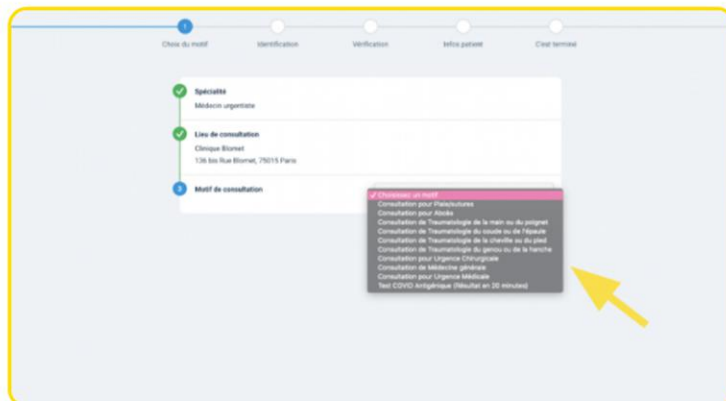 1
Choix du motif
Identification
Vérification
Infos patient
C'est terminé
Spécialité
Médecin urgentiste
Lieu de consultation
Clinique Blomet
136 bis Rue Blomet, 75015 Paris
3
Motif de consultation
✓ Choisissez un motif
Consultation pour Plaie/sutures
Consultation pour Abcès
Consultation de Traumatologie de la main ou du poignet
Consultation de Traumatologie du coude ou de l'épaule
Consultation de Traumatologie de la cheville ou du pied
Consultation de Traumatologie du genou ou de la hanche
Consultation pour Urgence Chirurgicale
Consultation de Médecine générale
Consultation pour Urgence Médicale
Test COVID Antigénique (Résultat en 20 minutes)